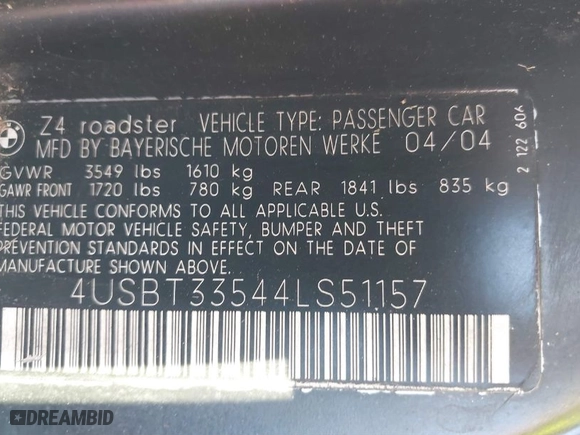 Z4 roadster VEHICLE TYPE: PASSENGER CAR
MFD BY BAYERISCHE MOTOREN WERKE 04/04
GVWR 3549 lbs 1610 kg
GAWR FRONT 1720 lbs 780 kg REAR 1841 lbs 835 kg
THIS VEHICLE CONFORMS TO ALL APPLICABLE U.S.
FEDERAL MOTOR VEHICLE SAFETY, BUMPER AND THEFT
PREVENTION STANDARDS IN EFFECT ON THE DATE OF
MANUFACTURE SHOWN ABOVE.
4USBT33544LS51157
2 122 606
DREAMBID